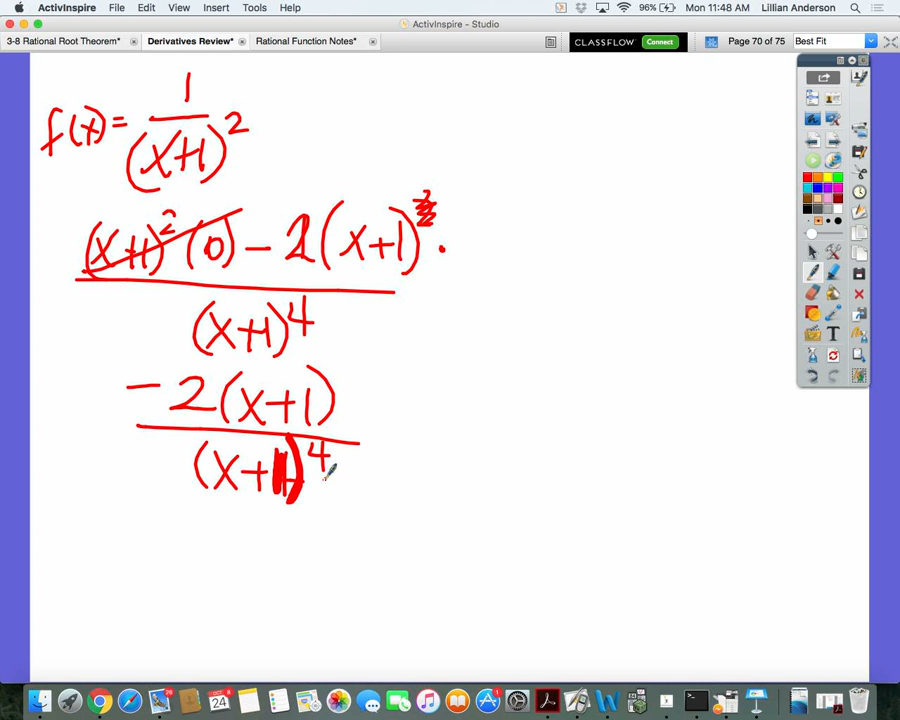 ActivInspire File Edit View Insert Tools Help 96% Mon 11:48 AM Lillian Anderson
ActivInspire - Studio
3-8 Rational Root Theorem* Derivatives Review* Rational Function Notes* CLASSFLOW Connect Page 70 of 75 Best Fit
f(x) = 1/(x+1)²
(x+1)²(0) - 2(x+1) ·
(x+1)⁴
-2(x+1)
(x+1)⁴